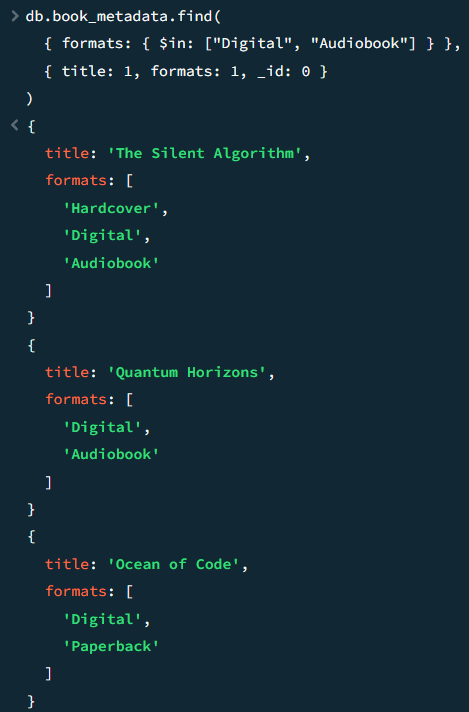 > db.book_metadata.find(
{ formats: { $in: ["Digital", "Audiobook"] } },
{ title: 1, formats: 1, _id: 0 }
)
< {
title: 'The Silent Algorithm',
formats: [
'Hardcover',
'Digital',
'Audiobook'
]
}
{
title: 'Quantum Horizons',
formats: [
'Digital',
'Audiobook'
]
}
{
title: 'Ocean of Code',
formats: [
'Digital',
'Paperback'
]
}